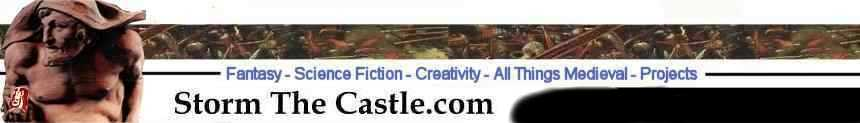 Fantasy - Science Fiction - Creativity - All Things Medieval - Projects
Storm The Castle.com